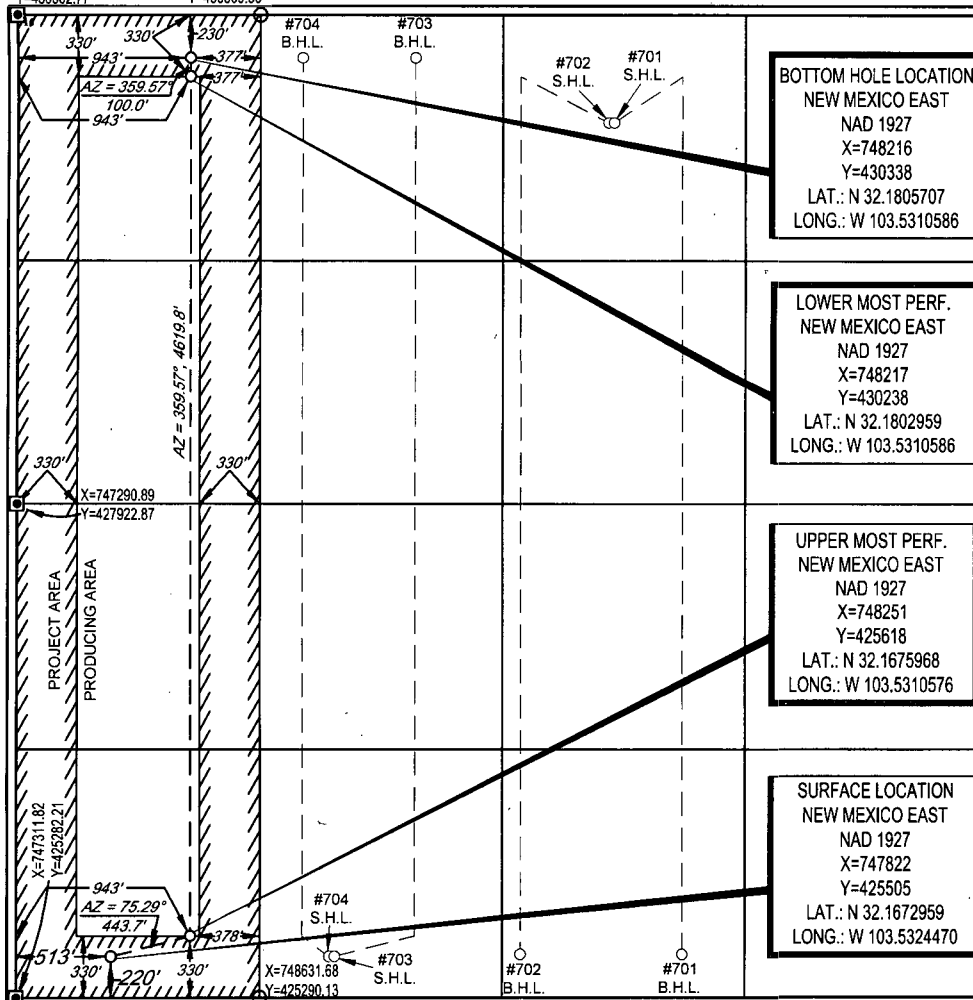 330'
330'
230'
943'
377'
377'
AZ = 359.57°
100.0'
943'
#704
B.H.L.
#703
B.H.L.
#702
S.H.L.
#701
S.H.L.
BOTTOM HOLE LOCATION
NEW MEXICO EAST
NAD 1927
X=748216
Y=430338
LAT.: N 32.1805707
LONG.: W 103.5310586
LOWER MOST PERF.
NEW MEXICO EAST
NAD 1927
X=748217
Y=430238
LAT.: N 32.1802959
LONG.: W 103.5310586
AZ = 359.57° 4619.8'
330'
330'
X=747290.89
Y=427922.87
PROJECT AREA
PRODUCING AREA
UPPER MOST PERF.
NEW MEXICO EAST
NAD 1927
X=748251
Y=425618
LAT.: N 32.1675968
LONG.: W 103.5310576
X=747311.82
Y=425282.21
SURFACE LOCATION
NEW MEXICO EAST
NAD 1927
X=747822
Y=425505
LAT.: N 32.1672959
LONG.: W 103.5324470
943'
AZ = 75.29°
443.7'
378'
513'
330'
220'
330'
#704
S.H.L.
#703
S.H.L.
X=748631.68
Y=425290.13
#702
B.H.L.
#701
B.H.L.